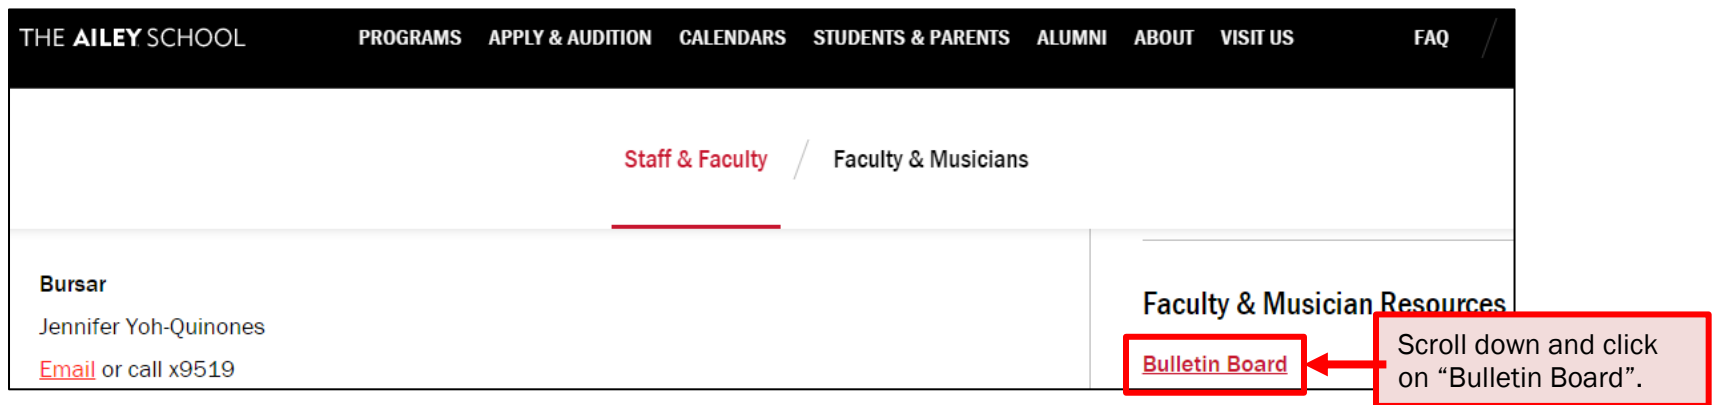 THE AILEY SCHOOL PROGRAMS APPLY & AUDITION CALENDARS STUDENTS & PARENTS ALUMNI ABOUT VISIT US FAQ
Staff & Faculty / Faculty & Musicians
Bursar
Jennifer Yoh-Quinones
Email or call x9519
Faculty & Musician Resources
Bulletin Board
Scroll down and click
on “Bulletin Board”.